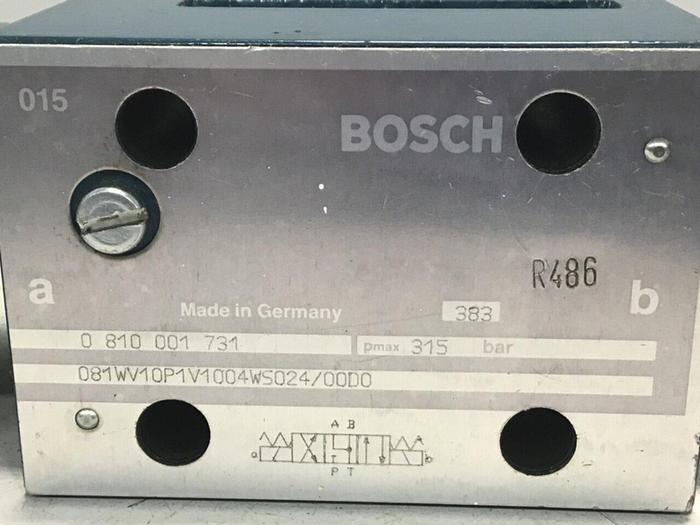 015
BOSCH
R486
a
b
Made in Germany
383
0 810 001 731
pmax 315 bar
081WV10P1V1004WS024/00D0
A B
a
b
P T